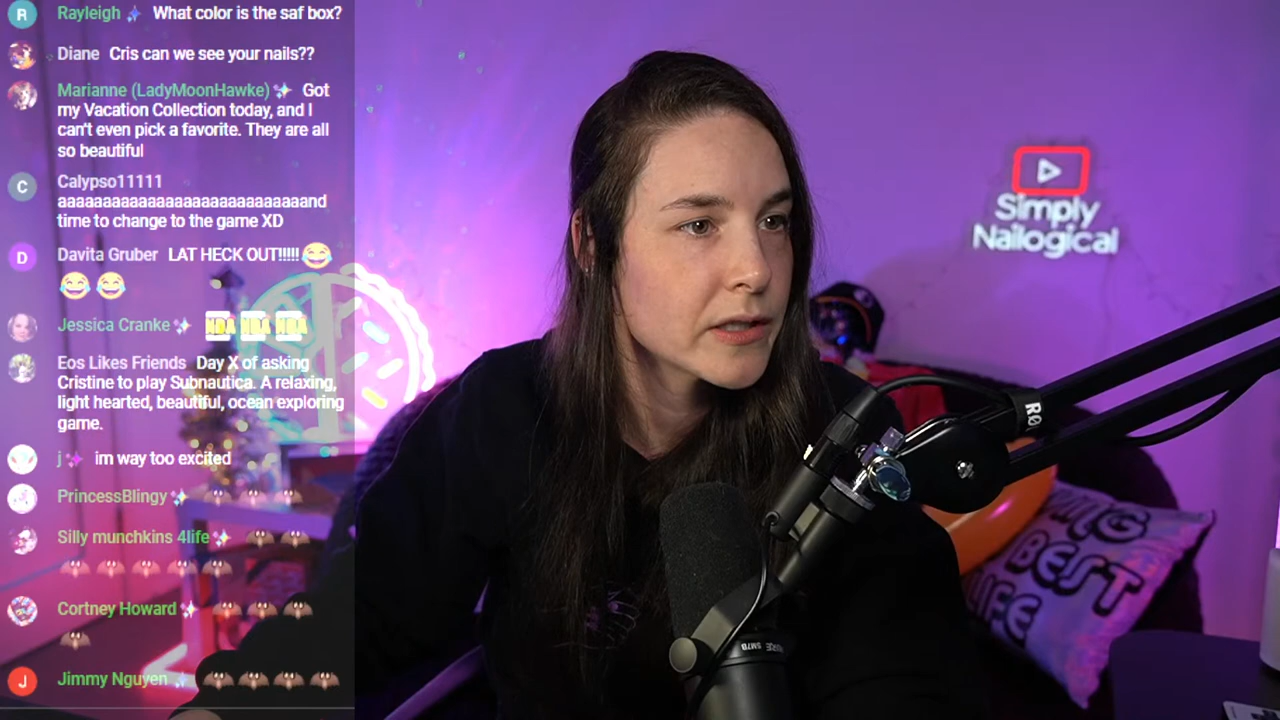 Rayleigh What color is the saf box?
Diane Cris can we see your nails??
Marianne (LadyMoonHawke) Got
my Vacation Collection today, and I
can't even pick a favorite. They are all
so beautiful
Calypso11111
aaaaaaaaaaaaaaaaaaaaaaaaaaaand
time to change to the game XD
Davita Gruber LAT HECK OUT!!!!! 😂
😂 😂
Jessica Cranke
Eos Likes Friends Day X of asking
Cristine to play Subnautica. A relaxing,
light hearted, beautiful, ocean exploring
game.
j im way too excited
PrincessBlingy
Silly munchkins 4life
Cortney Howard
Jimmy Nguyen
R
C
D
J
Simply
Nailogical
RØ
SM7B
BEST
LIFE